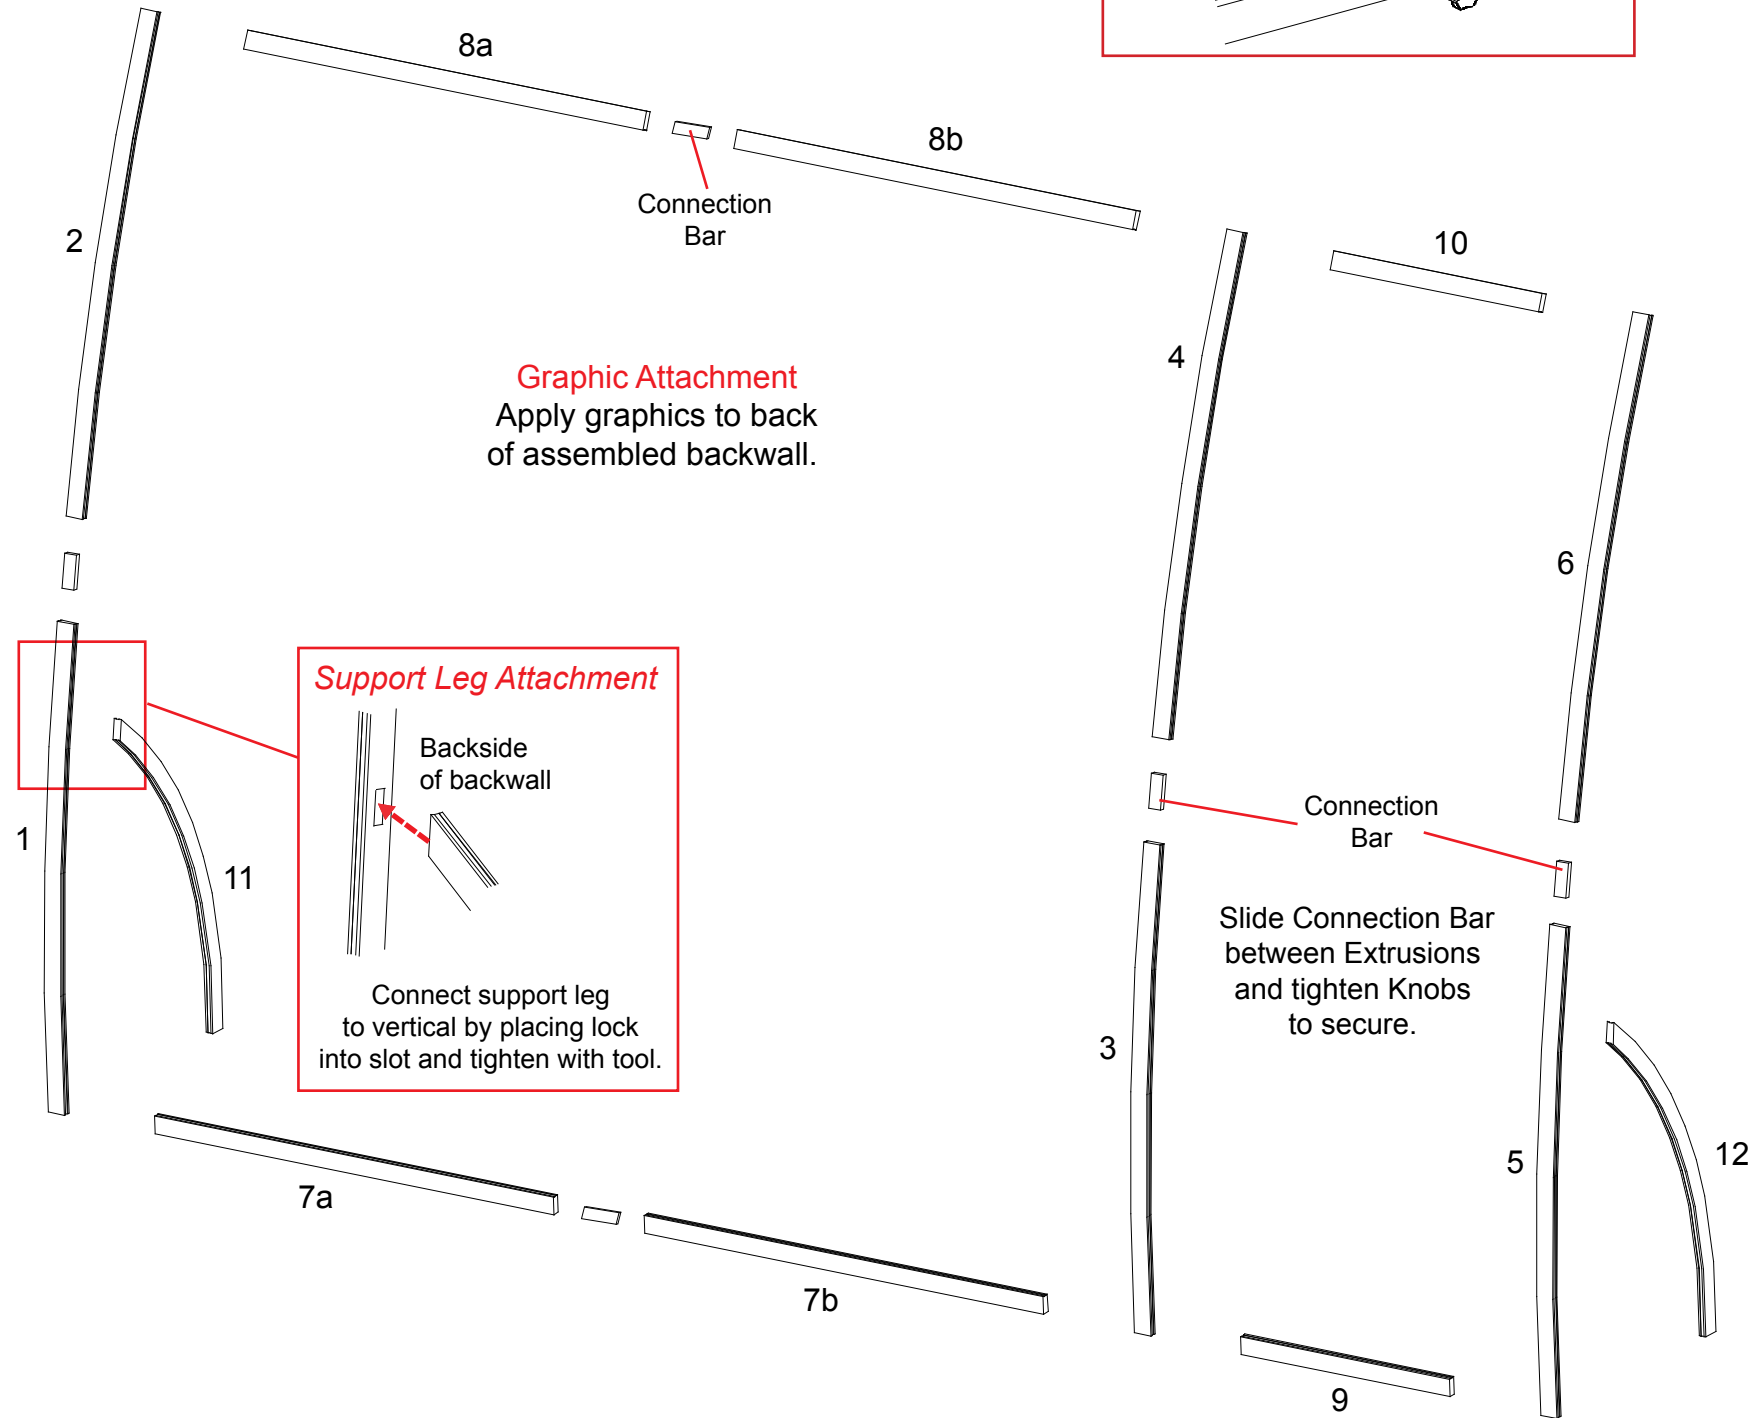 8a
8b
Connection
Bar
2
10
4
Graphic Attachment
Apply graphics to back
of assembled backwall.
6
Support Leg Attachment
Backside
of backwall
Connect support leg
to vertical by placing lock
into slot and tighten with tool.
1
11
Connection
Bar
Slide Connection Bar
between Extrusions
and tighten Knobs
to secure.
3
5
12
7a
7b
9